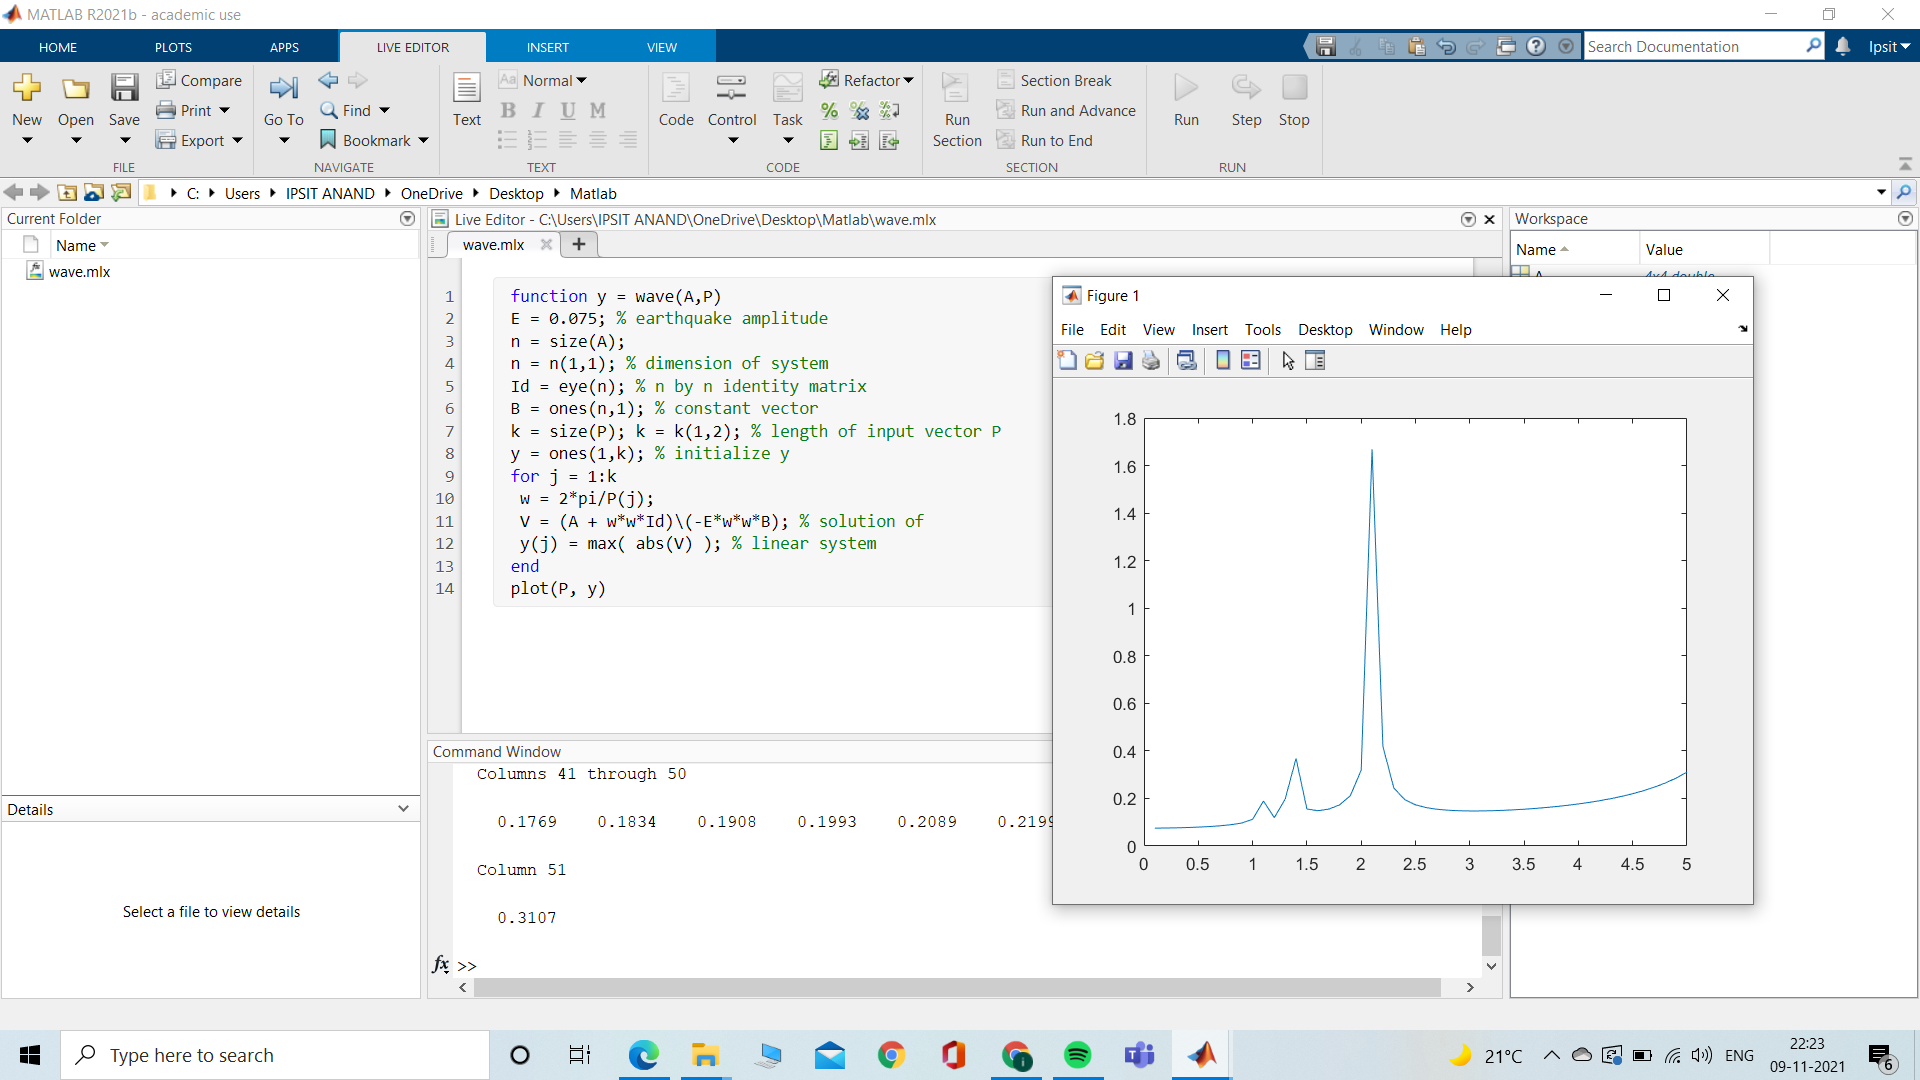 MATLAB R2021b - academic use
HOME PLOTS APPS LIVE EDITOR INSERT VIEW
Search Documentation
Ipsit
New Open Save Compare Print Export
FILE
Go To Find Bookmark
NAVIGATE
Text Aa Normal
B I U M
TEXT
Code Control Task Refactor
CODE
Run Section Section Break Run and Advance Run to End
SECTION
Run Step Stop
RUN
C: Users IPSIT ANAND OneDrive Desktop Matlab
Current Folder
Name
wave.mlx
Details
Select a file to view details
Live Editor - C:\Users\IPSIT ANAND\OneDrive\Desktop\Matlab\wave.mlx
wave.mlx
1 function y = wave(A,P)
2 E = 0.075; % earthquake amplitude
3 n = size(A);
4 n = n(1,1); % dimension of system
5 Id = eye(n); % n by n identity matrix
6 B = ones(n,1); % constant vector
7 k = size(P); k = k(1,2); % length of input vector P
8 y = ones(1,k); % initialize y
9 for j = 1:k
10 w = 2*pi/P(j);
11 V = (A + w*w*Id)\(-E*w*w*B); % solution of
12 y(j) = max( abs(V) ); % linear system
13 end
14 plot(P, y)
Command Window
Columns 41 through 50
0.1769 0.1834 0.1908 0.1993 0.2089 0.2199
Column 51
0.3107
fx >>
Workspace
Name Value
A 4x4 double
Figure 1
File Edit View Insert Tools Desktop Window Help
1.8
1.6
1.4
1.2
1
0.8
0.6
0.4
0.2
0
0 0.5 1 1.5 2 2.5 3 3.5 4 4.5 5
Type here to search
21°C
ENG
22:23
09-11-2021
6